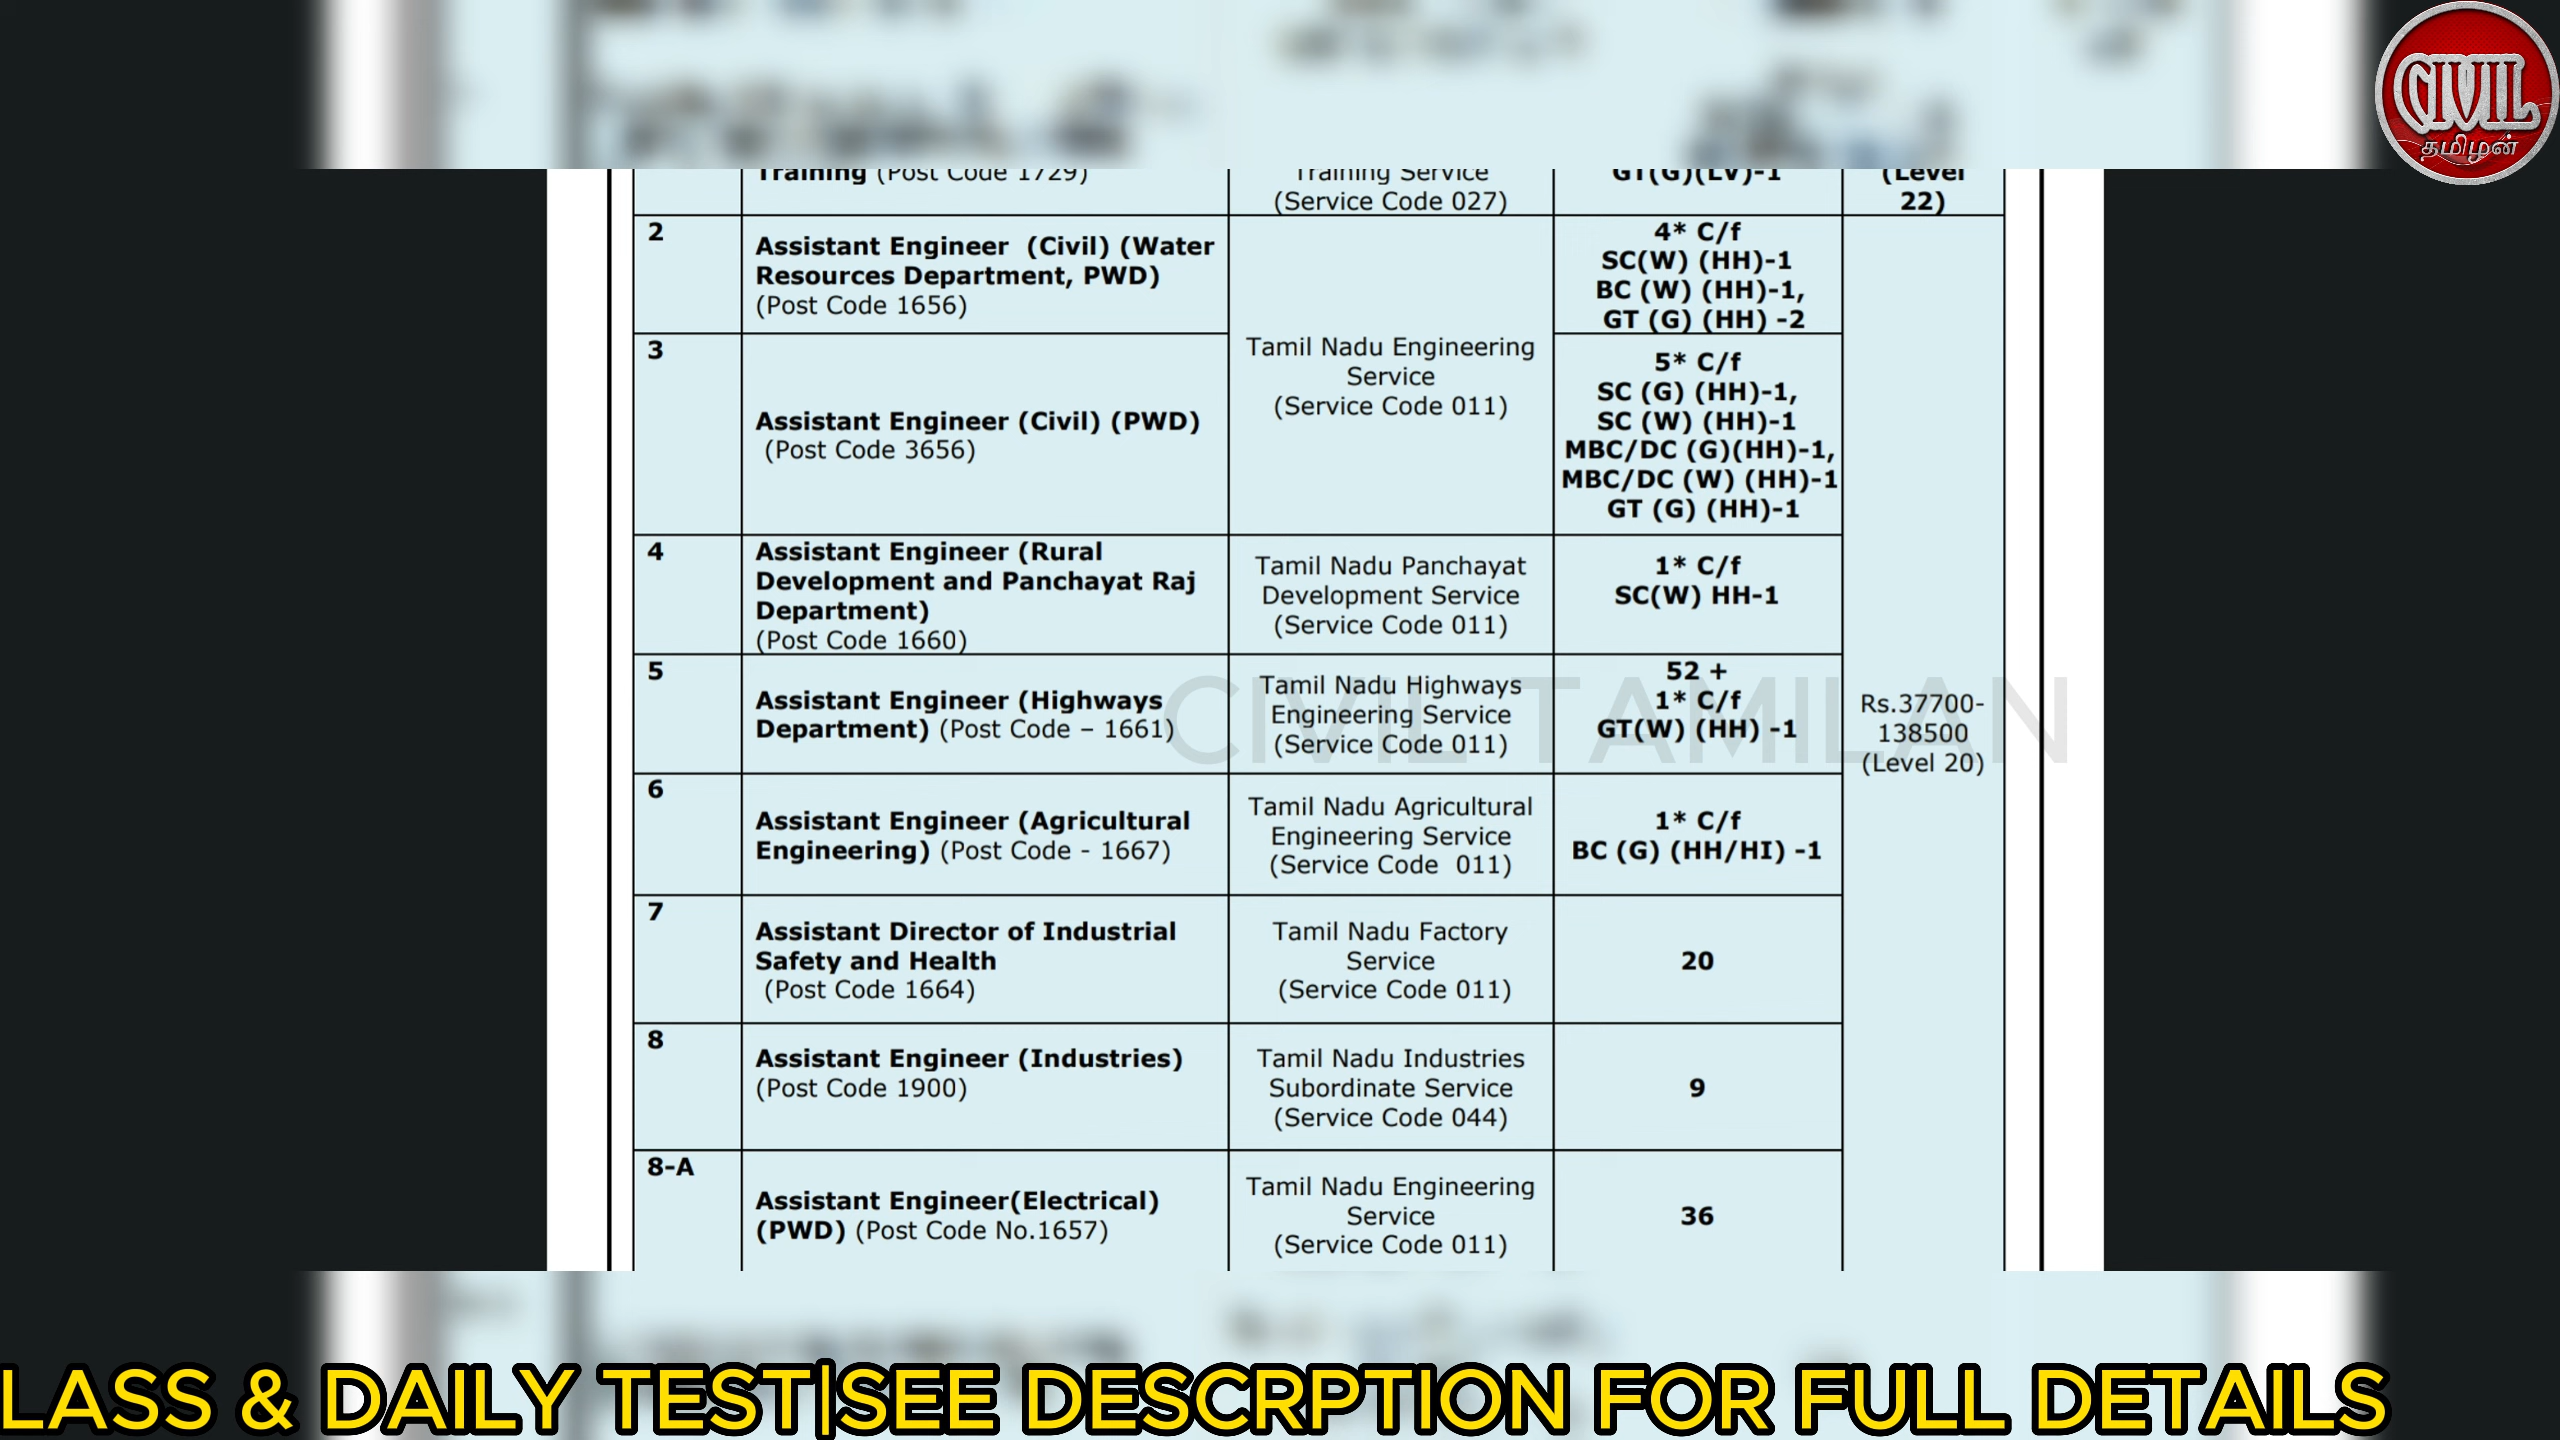 CIVIL
தமிழன்
Training (Post Code 1729)
Training Service
(Service Code 027)
GT(G)(LV)-1
(Level
22)
2
Assistant Engineer (Civil) (Water
Resources Department, PWD)
(Post Code 1656)
Tamil Nadu Engineering
Service
(Service Code 011)
4* C/f
SC(W) (HH)-1
BC (W) (HH)-1,
GT (G) (HH) -2
3
Assistant Engineer (Civil) (PWD)
(Post Code 3656)
5* C/f
SC (G) (HH)-1,
SC (W) (HH)-1
MBC/DC (G)(HH)-1,
MBC/DC (W) (HH)-1
GT (G) (HH)-1
4
Assistant Engineer (Rural
Development and Panchayat Raj
Department)
(Post Code 1660)
Tamil Nadu Panchayat
Development Service
(Service Code 011)
1* C/f
SC(W) HH-1
5
Assistant Engineer (Highways
Department) (Post Code – 1661)
Tamil Nadu Highways
Engineering Service
(Service Code 011)
52 +
1* C/f
GT(W) (HH) -1
Rs.37700-
138500
(Level 20)
CIVIL TAMILAN
6
Assistant Engineer (Agricultural
Engineering) (Post Code - 1667)
Tamil Nadu Agricultural
Engineering Service
(Service Code 011)
1* C/f
BC (G) (HH/HI) -1
7
Assistant Director of Industrial
Safety and Health
(Post Code 1664)
Tamil Nadu Factory
Service
(Service Code 011)
20
8
Assistant Engineer (Industries)
(Post Code 1900)
Tamil Nadu Industries
Subordinate Service
(Service Code 044)
9
8-A
Assistant Engineer(Electrical)
(PWD) (Post Code No.1657)
Tamil Nadu Engineering
Service
(Service Code 011)
36
LASS & DAILY TEST|SEE DESCRPTION FOR FULL DETAILS